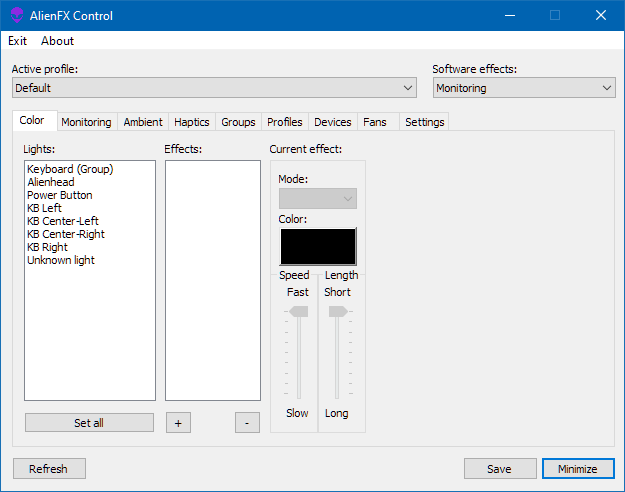 AlienFX Control
Exit About
Active profile: Software effects:
Default Monitoring
Color Monitoring Ambient Haptics Groups Profiles Devices Fans Settings
Lights: Effects: Current effect:
Keyboard (Group)
Alienhead
Power Button
KB Left
KB Center-Left
KB Center-Right
KB Right
Unknown light
Mode:
Color:
Speed Length
Fast Short
Slow Long
Set all + -
Refresh Save Minimize